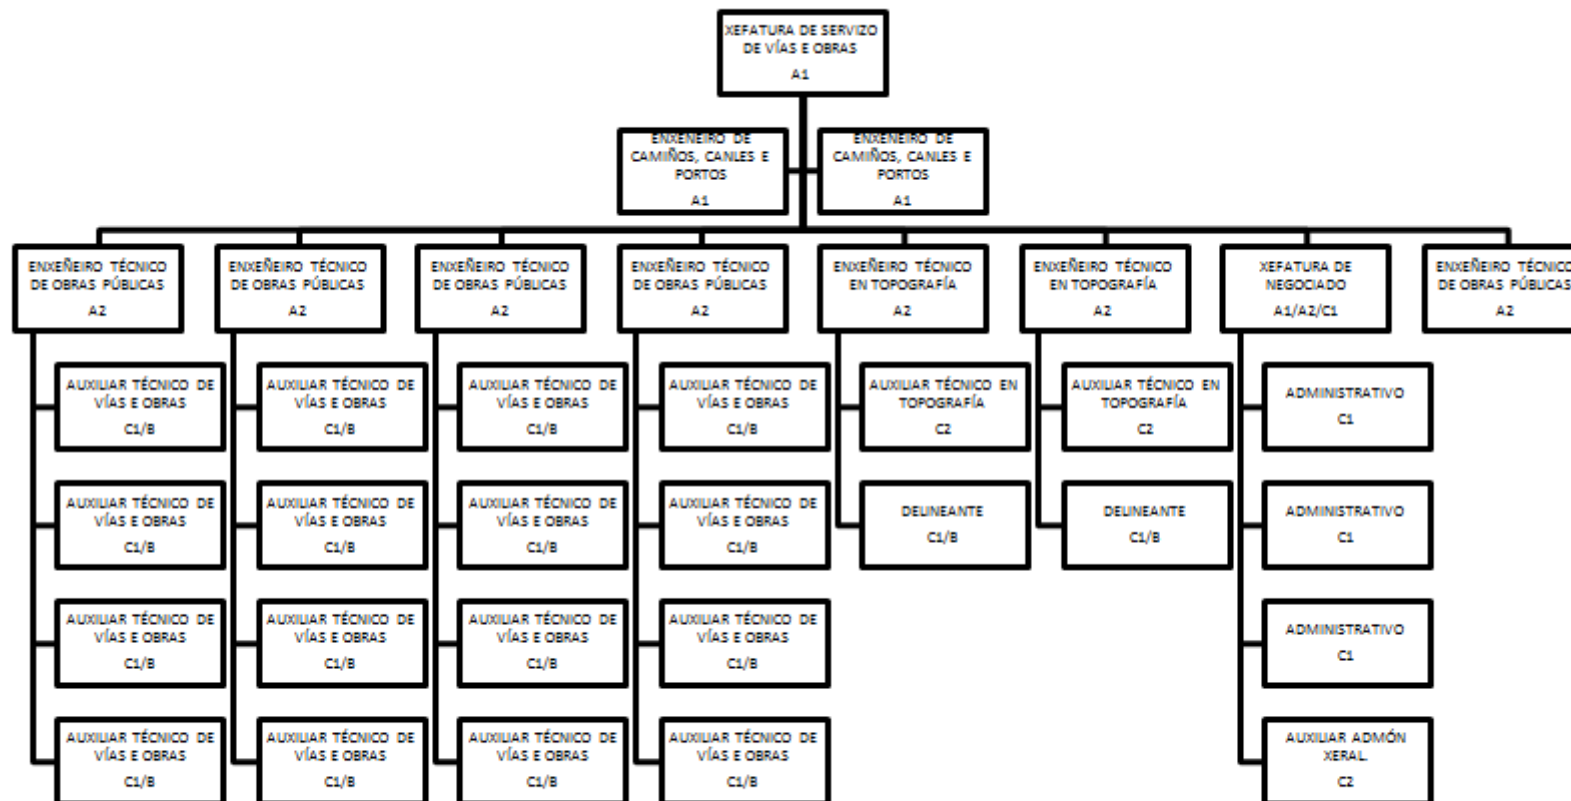 XEFATURA DE SERVIZO
DE VÍAS E OBRAS
A1
ENXENEIRO DE
CAMIÑOS, CANLES E
PORTOS
A1
ENXENEIRO DE
CAMIÑOS, CANLES E
PORTOS
A1
ENXEÑEIRO TÉCNICO
DE OBRAS PÚBLICAS
A2
ENXEÑEIRO TÉCNICO
DE OBRAS PÚBLICAS
A2
ENXEÑEIRO TÉCNICO
DE OBRAS PÚBLICAS
A2
ENXEÑEIRO TÉCNICO
DE OBRAS PÚBLICAS
A2
ENXEÑEIRO TÉCNICO
EN TOPOGRAFÍA
A2
ENXEÑEIRO TÉCNICO
EN TOPOGRAFÍA
A2
XEFATURA DE
NEGOCIADO
A1/A2/C1
ENXEÑEIRO TÉCNICO
DE OBRAS PÚBLICAS
A2
AUXILIAR TÉCNICO DE
VÍAS E OBRAS
C1/B
AUXILIAR TÉCNICO DE
VÍAS E OBRAS
C1/B
AUXILIAR TÉCNICO DE
VÍAS E OBRAS
C1/B
AUXILIAR TÉCNICO DE
VÍAS E OBRAS
C1/B
AUXILIAR TÉCNICO EN
TOPOGRAFÍA
C2
AUXILIAR TÉCNICO EN
TOPOGRAFÍA
C2
ADMINISTRATIVO
C1
AUXILIAR TÉCNICO DE
VÍAS E OBRAS
C1/B
AUXILIAR TÉCNICO DE
VÍAS E OBRAS
C1/B
AUXILIAR TÉCNICO DE
VÍAS E OBRAS
C1/B
AUXILIAR TÉCNICO DE
VÍAS E OBRAS
C1/B
DELINEANTE
C1/B
DELINEANTE
C1/B
ADMINISTRATIVO
C1
AUXILIAR TÉCNICO DE
VÍAS E OBRAS
C1/B
AUXILIAR TÉCNICO DE
VÍAS E OBRAS
C1/B
AUXILIAR TÉCNICO DE
VÍAS E OBRAS
C1/B
AUXILIAR TÉCNICO DE
VÍAS E OBRAS
C1/B
ADMINISTRATIVO
C1
AUXILIAR TÉCNICO DE
VÍAS E OBRAS
C1/B
AUXILIAR TÉCNICO DE
VÍAS E OBRAS
C1/B
AUXILIAR TÉCNICO DE
VÍAS E OBRAS
C1/B
AUXILIAR TÉCNICO DE
VÍAS E OBRAS
C1/B
AUXILIAR ADMÓN
XERAL.
C2